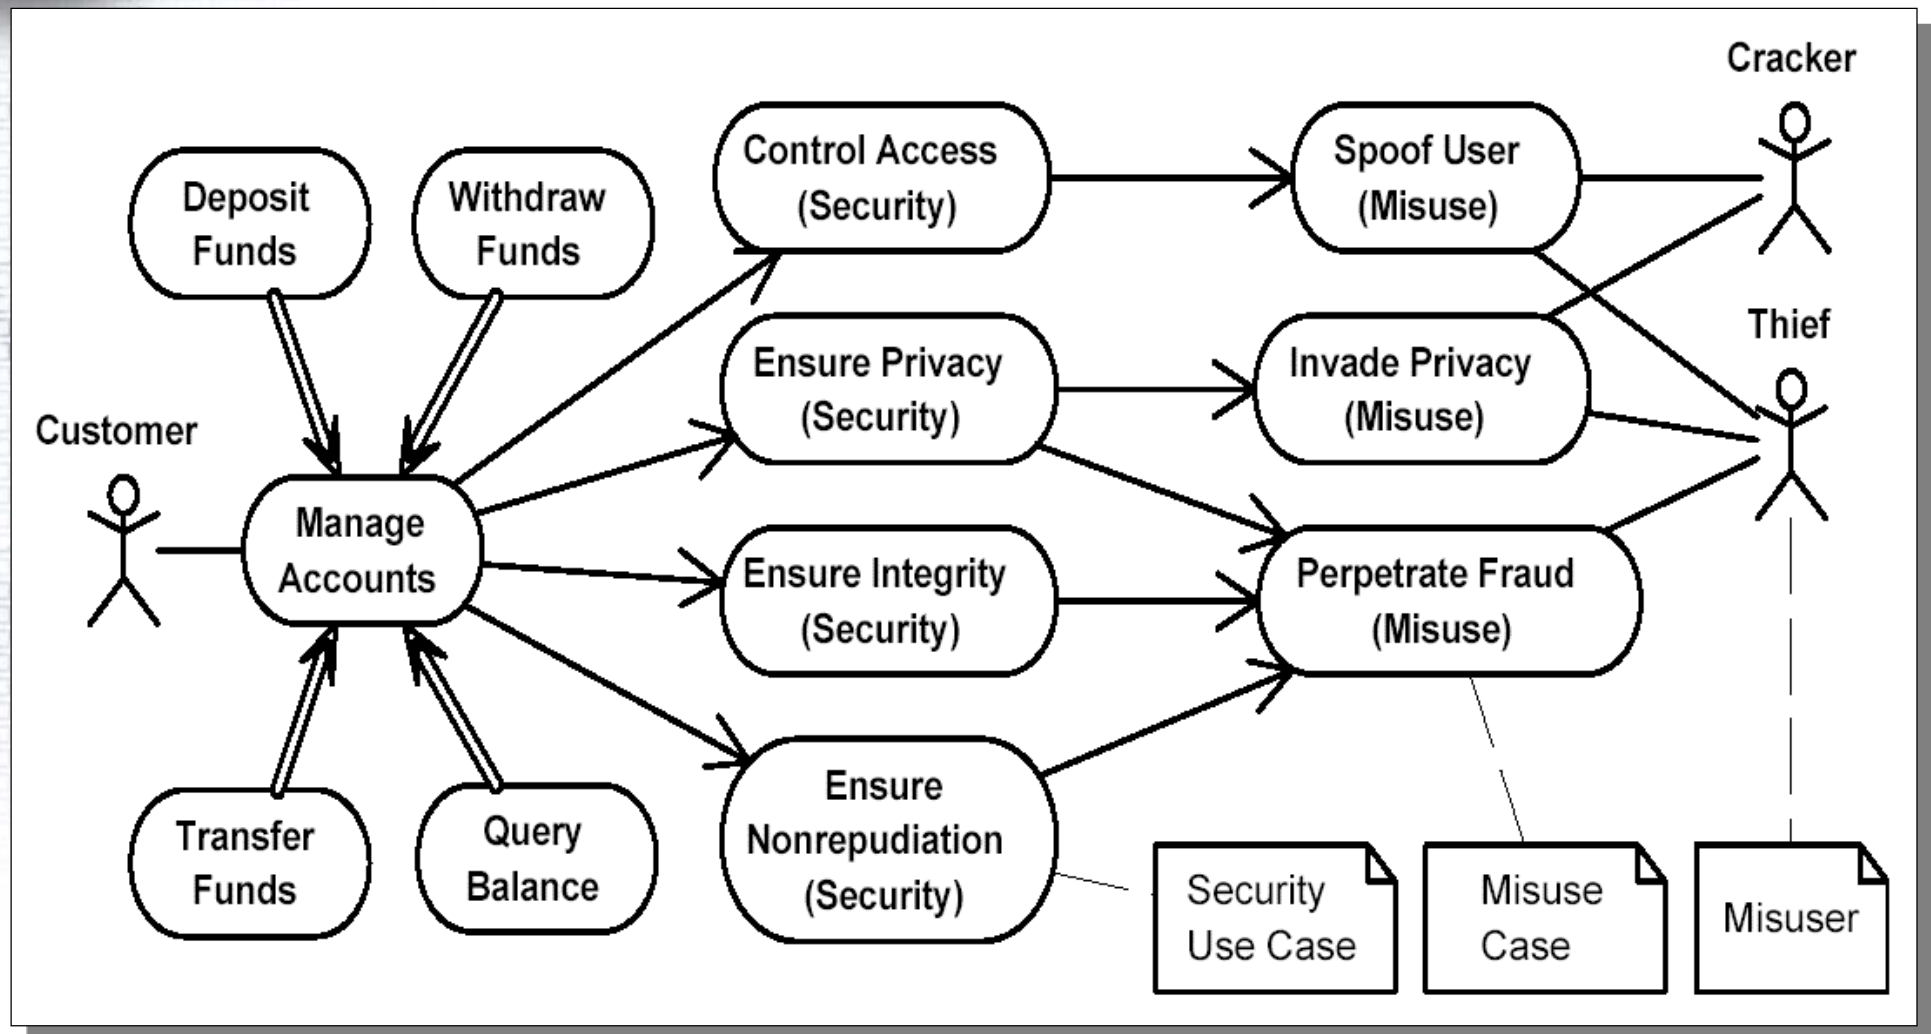 Cracker
Control Access
(Security)
Spoof User
(Misuse)
Deposit
Funds
Withdraw
Funds
Thief
Ensure Privacy
(Security)
Invade Privacy
(Misuse)
Customer
Manage
Accounts
Ensure Integrity
(Security)
Perpetrate Fraud
(Misuse)
Transfer
Funds
Query
Balance
Ensure
Nonrepudiation
(Security)
Security
Use Case
Misuse
Case
Misuser